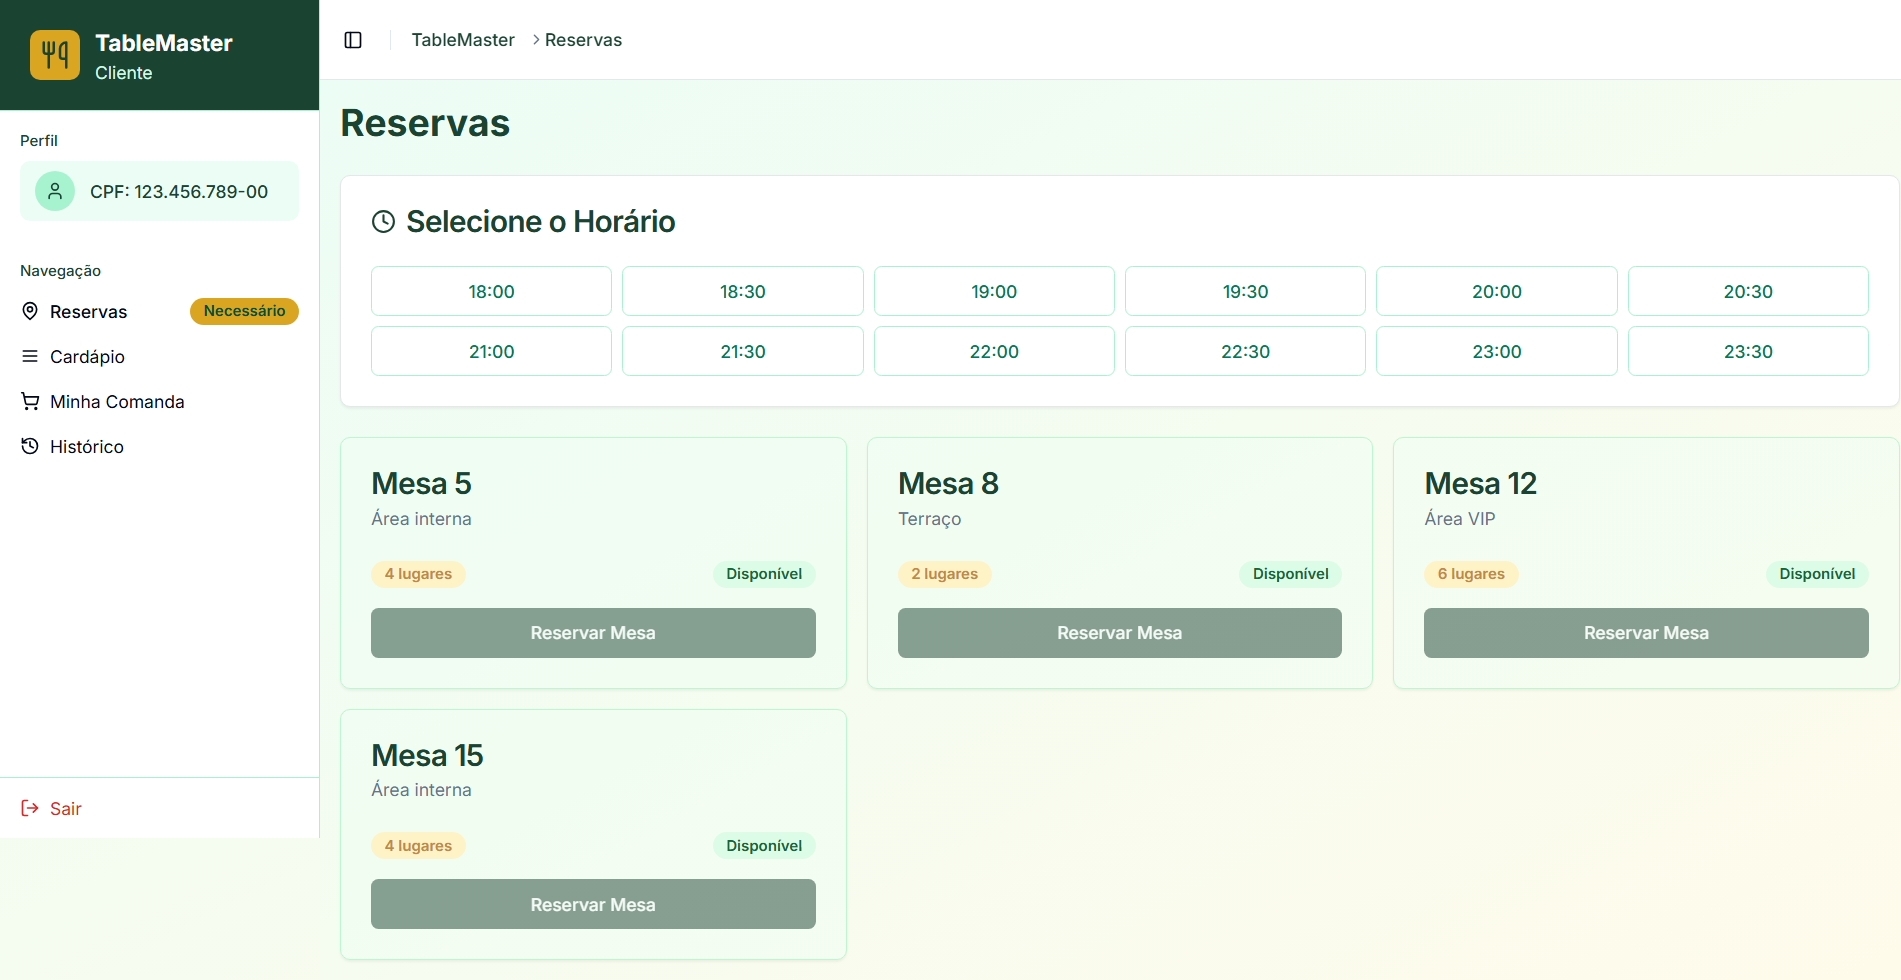 TableMaster
Cliente
Perfil
CPF: 123.456.789-00
Navegação
Reservas
Necessário
Cardápio
Minha Comanda
Histórico
Sair
TableMaster
Reservas
Reservas
Selecione o Horário
18:00
18:30
19:00
19:30
20:00
20:30
21:00
21:30
22:00
22:30
23:00
23:30
Mesa 5
Área interna
4 lugares
Disponível
Reservar Mesa
Mesa 8
Terraço
2 lugares
Disponível
Reservar Mesa
Mesa 12
Área VIP
6 lugares
Disponível
Reservar Mesa
Mesa 15
Área interna
4 lugares
Disponível
Reservar Mesa